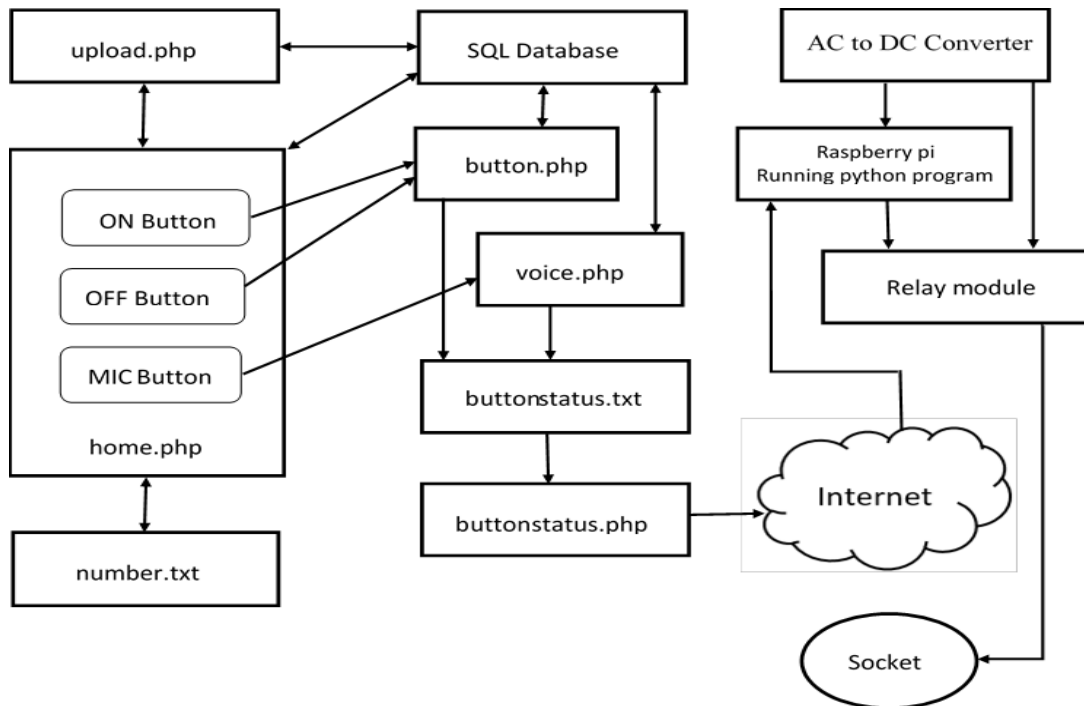 upload.php
SQL Database
AC to DC Converter
button.php
Raspberry pi
Running python program
ON Button
OFF Button
voice.php
Relay module
MIC Button
buttonstatus.txt
home.php
Internet
buttonstatus.php
number.txt
Socket